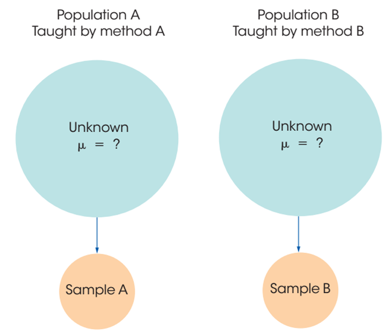 Population A
Taught by method A
Population B
Taught by method B
Unknown
μ = ?
Unknown
μ = ?
Sample A
Sample B